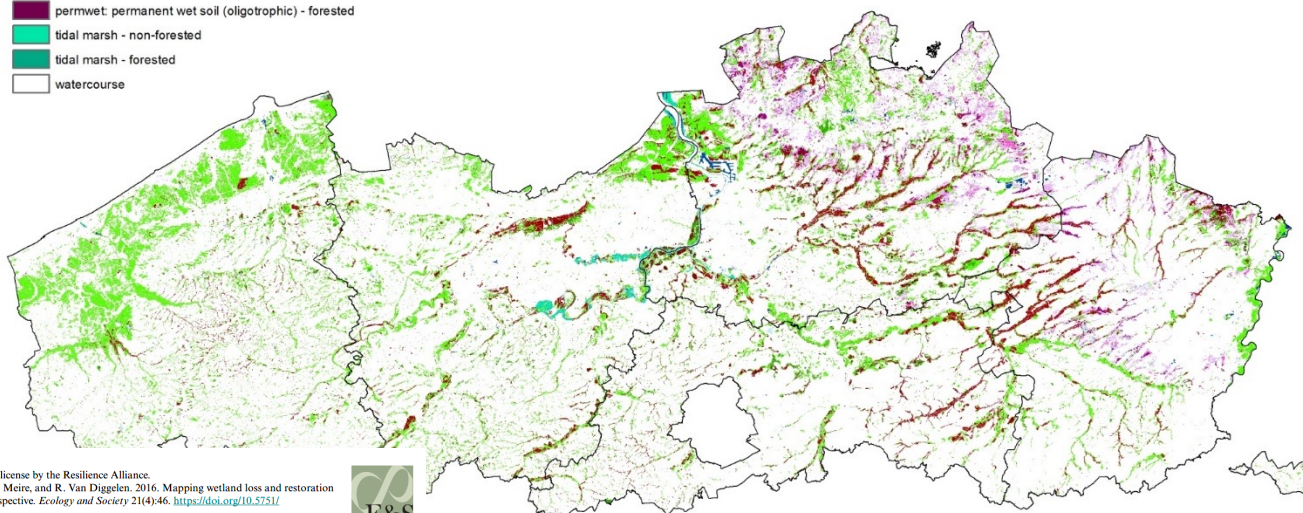 permwet: permanent wet soil (oligotrophic) - forested
tidal marsh - non-forested
tidal marsh - forested
watercourse
license by the Resilience Alliance.
Meire, and R. Van Diggelen. 2016. Mapping wetland loss and restoration
spective. Ecology and Society 21(4):46. https://doi.org/10.5751/
E&S